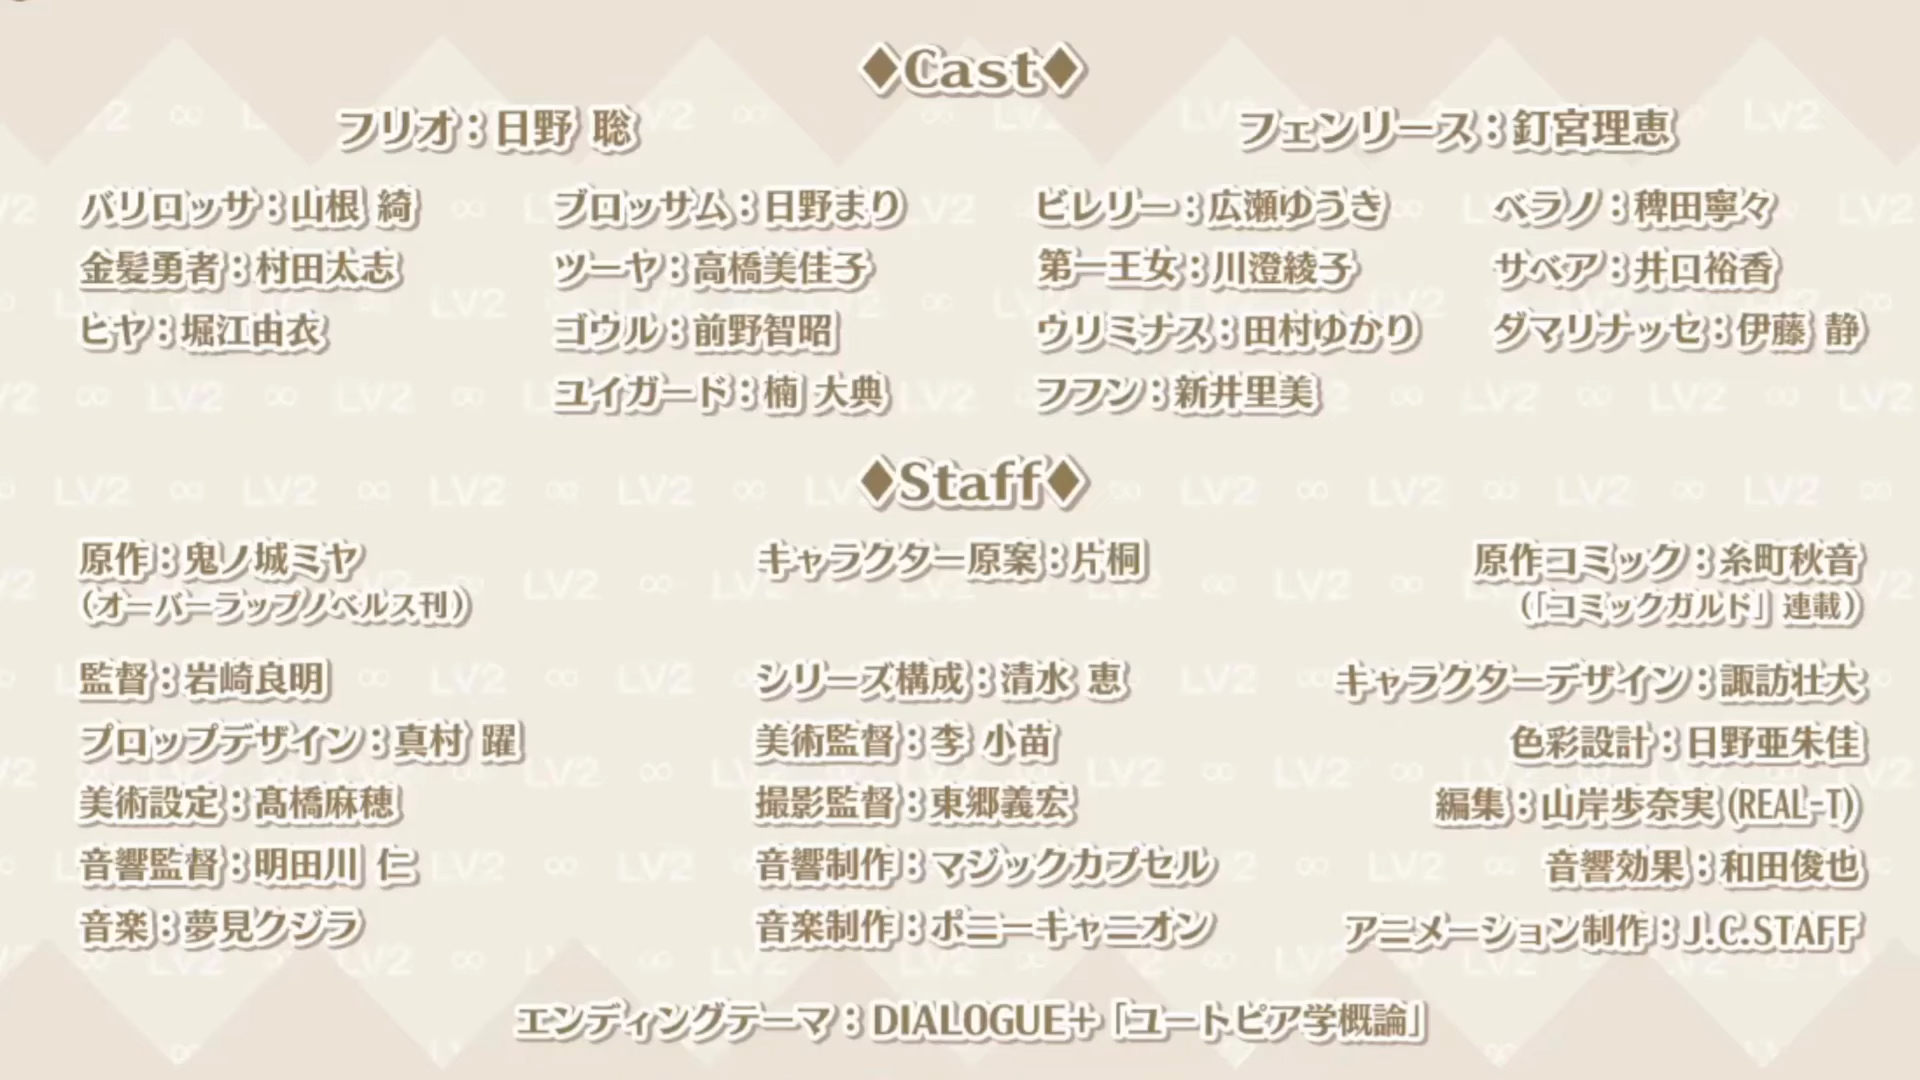 ◆Cast◆
フリオ：日野 聡
フェンリース：釘宮理恵
バリロッサ：山根 綺
ブロッサム：日野まり
ビレリー：広瀬ゆうき
ベラノ：稗田寧々
金髪勇者：村田太志
ツーヤ：高橋美佳子
第一王女：川澄綾子
サベア：井口裕香
ヒヤ：堀江由衣
ゴウル：前野智昭
ウリミナス：田村ゆかり
ダマリナッセ：伊藤 静
ユイガード：楠 大典
フフン：新井里美
◆Staff◆
原作：鬼ノ城ミヤ
（オーバーラップノベルス刊）
キャラクター原案：片桐
原作コミック：糸町秋音
（「コミックガルド」連載）
監督：岩崎良明
シリーズ構成：清水 恵
キャラクターデザイン：諏訪壮大
プロップデザイン：真村 躍
美術監督：李 小苗
色彩設計：日野亜朱佳
美術設定：髙橋麻穂
撮影監督：東郷義宏
編集：山岸歩奈実 (REAL-T)
音響監督：明田川 仁
音響制作：マジックカプセル
音響効果：和田俊也
音楽：夢見クジラ
音楽制作：ポニーキャニオン
アニメーション制作：J.C.STAFF
エンディングテーマ：DIALOGUE＋「ユートピア学概論」